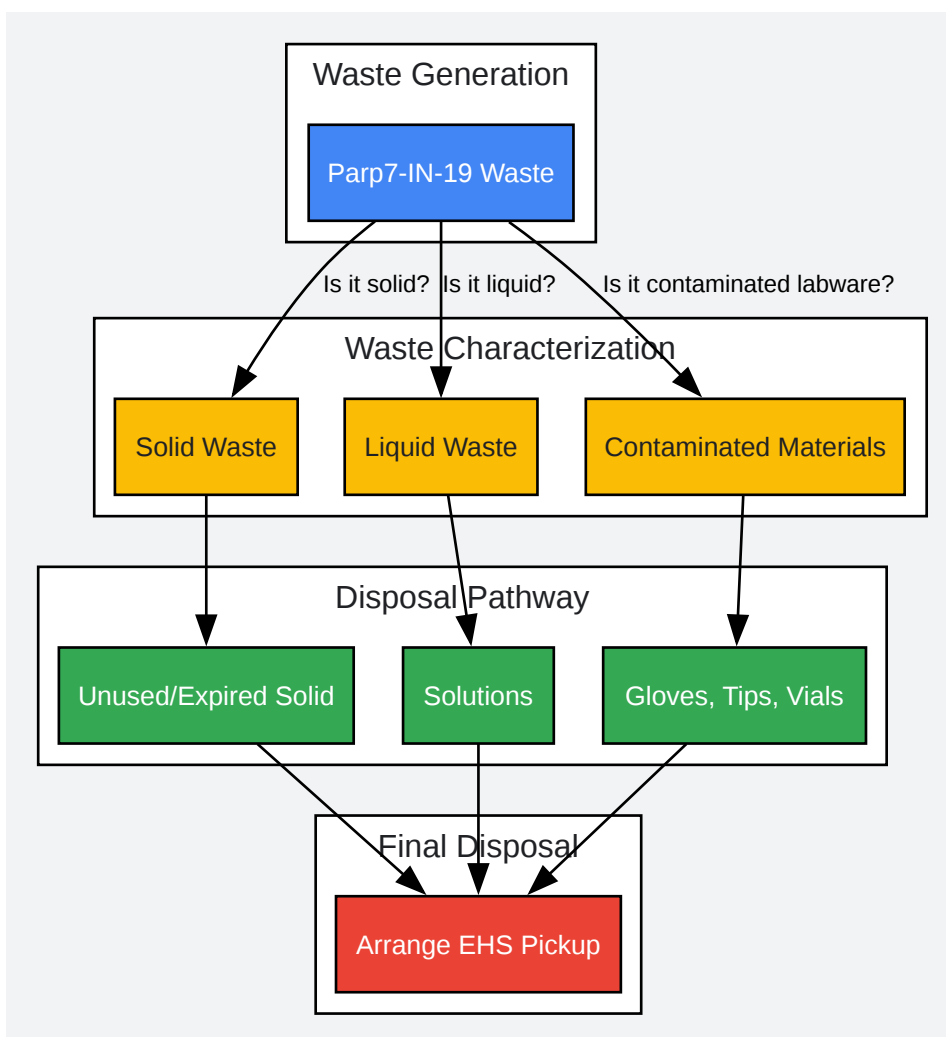 Waste Generation
Parp7-IN-19 Waste
Is it solid?
Is it liquid?
Is it contaminated labware?
Waste Characterization
Solid Waste
Liquid Waste
Contaminated Materials
Disposal Pathway
Unused/Expired Solid
Solutions
Gloves, Tips, Vials
Final Disposal
Arrange EHS Pickup